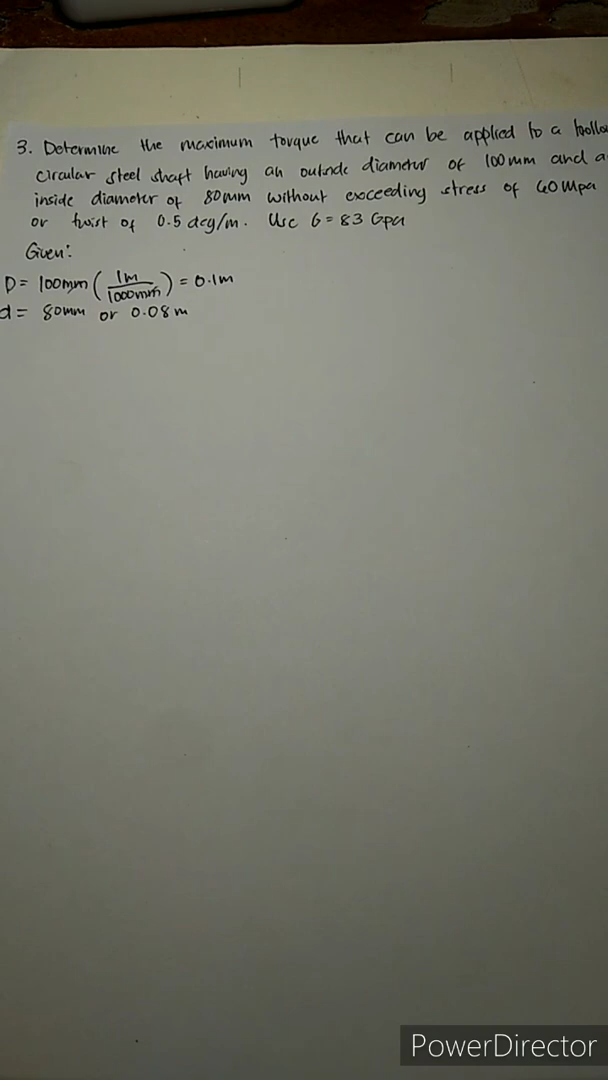 3. Determine the maximum torque that can be applied to a hollow
circular steel shaft having an outside diameter of 100mm and a
inside diameter of 80mm without exceeding stress of 60Mpa
or twist of 0.5 deg/m. Use G = 83 Gpa
Given:
D = 100mm (1m/1000mm) = 0.1m
d = 80mm or 0.08m
PowerDirector